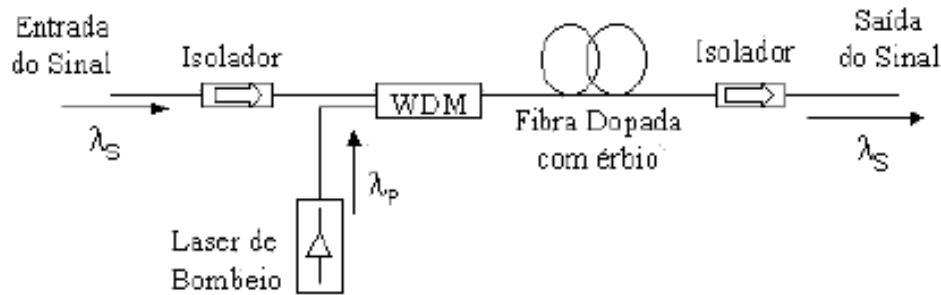 Entrada
do Sinal
Isolador
WDM
Fibra Dopada
com érbio
Isolador
Saída
do Sinal
λS
λP
λS
Laser de
Bombeio